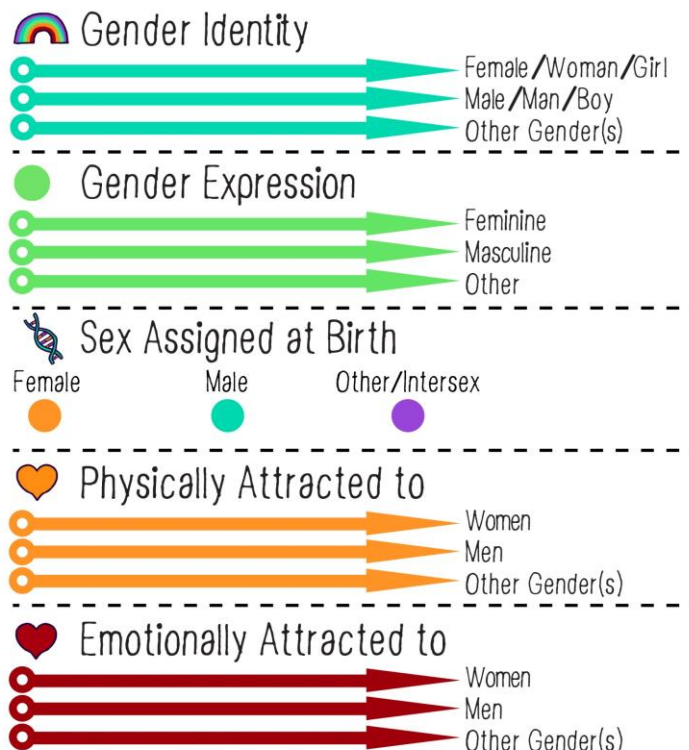 Gender Identity
Female/Woman/Girl
Male/Man/Boy
Other Gender(s)
Gender Expression
Feminine
Masculine
Other
Sex Assigned at Birth
Female Male Other/Intersex
Physically Attracted to
Women
Men
Other Gender(s)
Emotionally Attracted to
Women
Men
Other Gender(s)